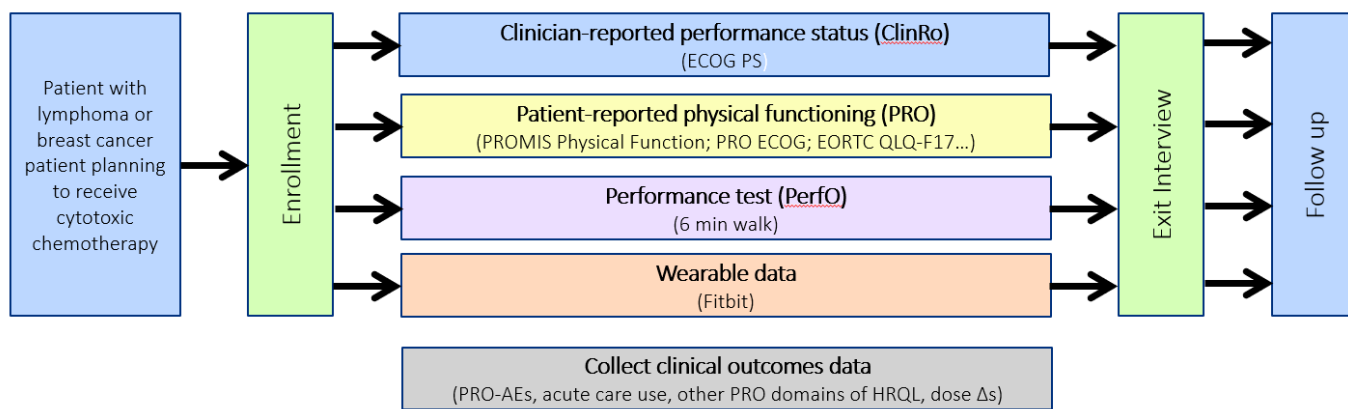 Patient with
lymphoma or
breast cancer
patient planning
to receive
cytotoxic
chemotherapy
Enrollment
Clinician-reported performance status (ClinRo)
(ECOG PS)
Patient-reported physical functioning (PRO)
(PROMIS Physical Function; PRO ECOG; EORTC QLQ-F17…)
Performance test (PerfO)
(6 min walk)
Wearable data
(Fitbit)
Collect clinical outcomes data
(PRO-AEs, acute care use, other PRO domains of HRQL, dose Δs)
Exit Interview
Follow up